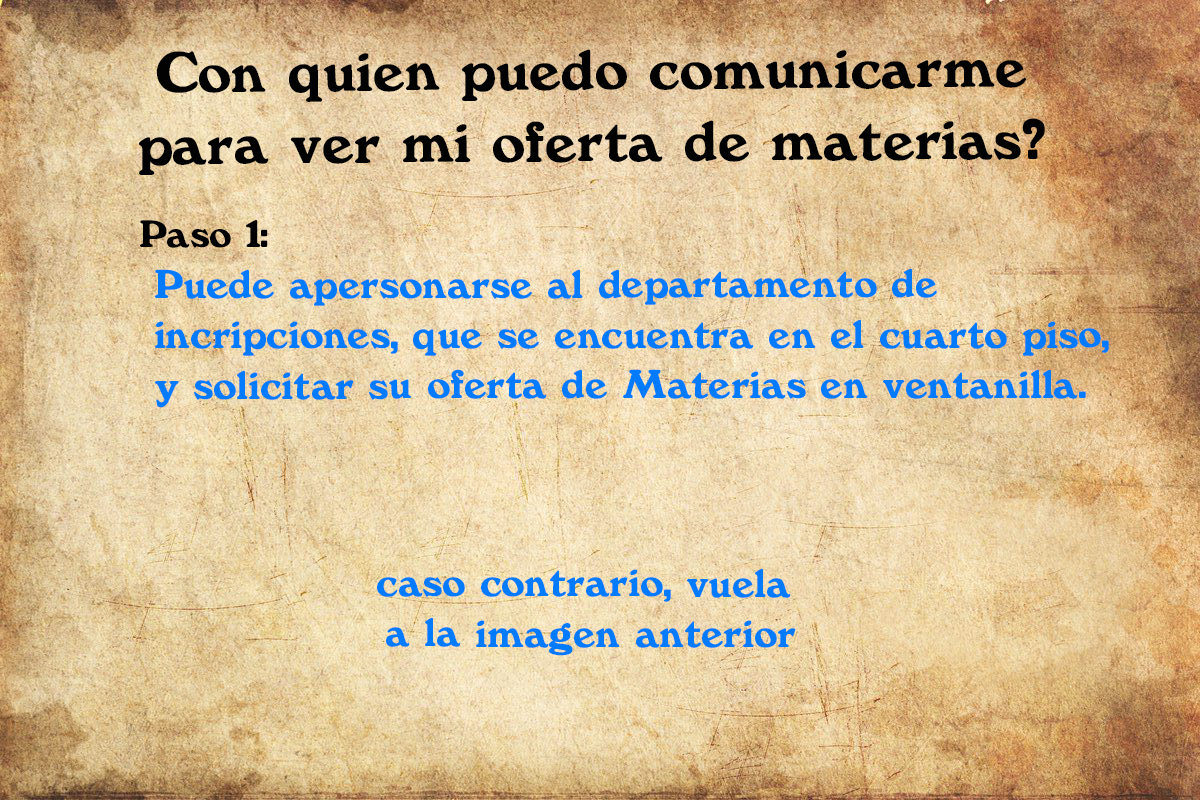 Con quien puedo comunicarme
para ver mi oferta de materias?
Paso 1:
Puede apersonarse al departamento de
incripciones, que se encuentra en el cuarto piso,
y solicitar su oferta de Materias en ventanilla.
caso contrario, vuela
a la imagen anterior